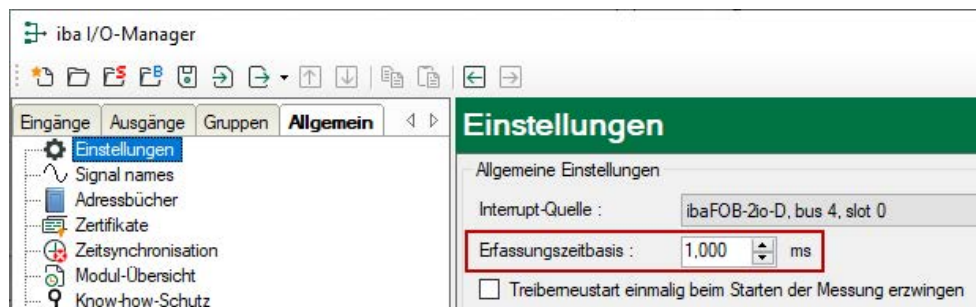 iba I/O-Manager
Eingänge Ausgänge Gruppen Allgemein
Einstellungen
Signal names
Adressbücher
Zertifikate
Zeitsynchronisation
Modul-Übersicht
Know-how-Schutz
Einstellungen
Allgemeine Einstellungen
Interrupt-Quelle : ibaFOB-2io-D, bus 4, slot 0
Erfassungszeitbasis : 1,000 ms
Treiberneustart einmalig beim Starten der Messung erzwingen